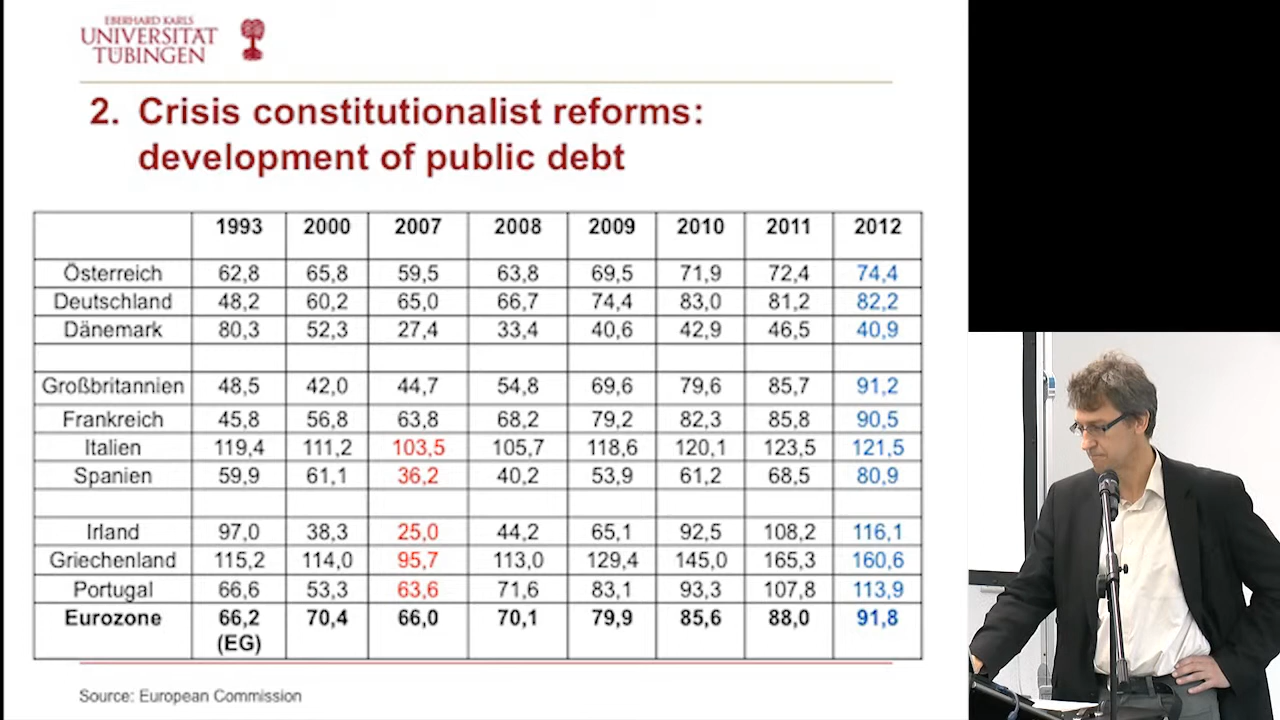 EBERHARD KARLS
UNIVERSITÄT
TÜBINGEN
2. Crisis constitutionalist reforms:
development of public debt
1993 2000 2007 2008 2009 2010 2011 2012
Österreich 62,8 65,8 59,5 63,8 69,5 71,9 72,4 74,4
Deutschland 48,2 60,2 65,0 66,7 74,4 83,0 81,2 82,2
Dänemark 80,3 52,3 27,4 33,4 40,6 42,9 46,5 40,9
Großbritannien 48,5 42,0 44,7 54,8 69,6 79,6 85,7 91,2
Frankreich 45,8 56,8 63,8 68,2 79,2 82,3 85,8 90,5
Italien 119,4 111,2 103,5 105,7 118,6 120,1 123,5 121,5
Spanien 59,9 61,1 36,2 40,2 53,9 61,2 68,5 80,9
Irland 97,0 38,3 25,0 44,2 65,1 92,5 108,2 116,1
Griechenland 115,2 114,0 95,7 113,0 129,4 145,0 165,3 160,6
Portugal 66,6 53,3 63,6 71,6 83,1 93,3 107,8 113,9
Eurozone 66,2 70,4 66,0 70,1 79,9 85,6 88,0 91,8
(EG)
Source: European Commission